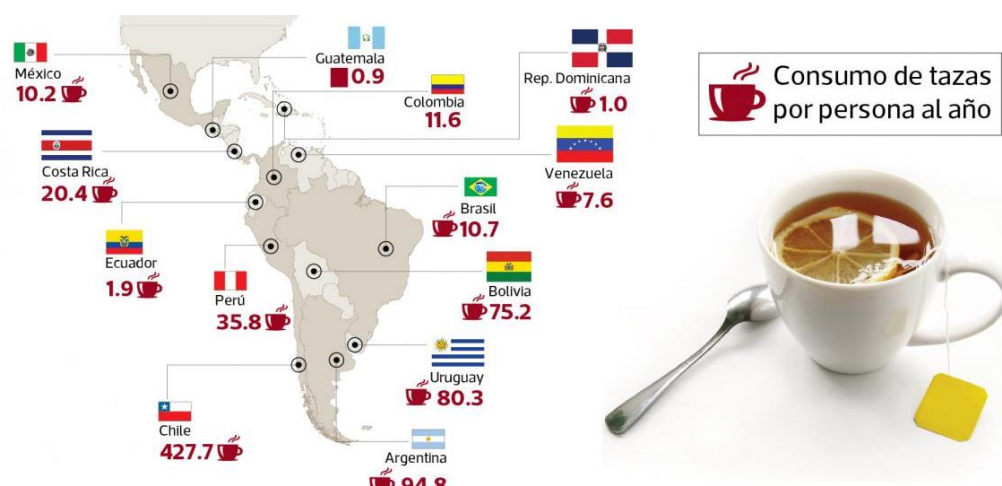 México
10.2
Guatemala
0.9
Colombia
11.6
Rep. Dominicana
1.0
Consumo de tazas
por persona al año
Costa Rica
20.4
Venezuela
7.6
Brasil
10.7
Ecuador
1.9
Perú
35.8
Bolivia
75.2
Uruguay
80.3
Chile
427.7
Argentina
94.8